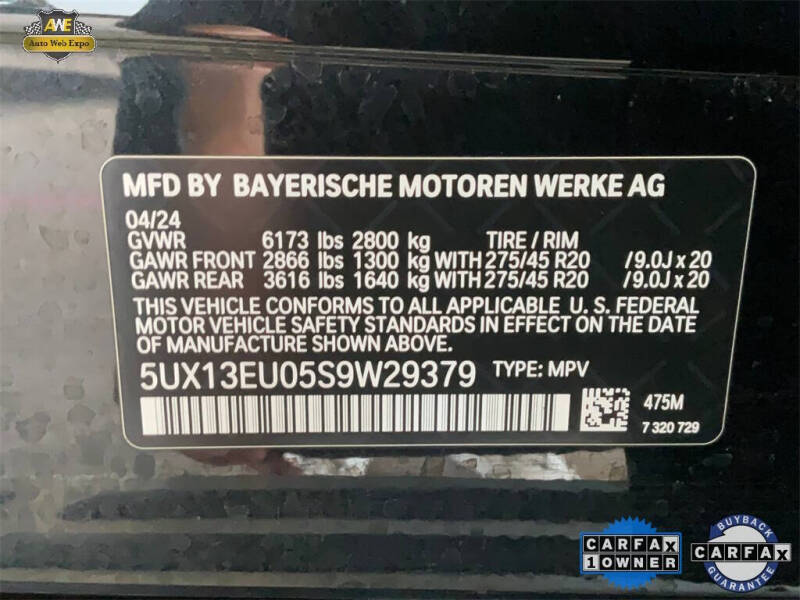 AWE
Auto Web Expo
MFD BY BAYERISCHE MOTOREN WERKE AG
04/24
GVWR 6173 lbs 2800 kg TIRE / RIM
GAWR FRONT 2866 lbs 1300 kg WITH 275/45 R20 /9.0J x 20
GAWR REAR 3616 lbs 1640 kg WITH 275/45 R20 /9.0J x 20
THIS VEHICLE CONFORMS TO ALL APPLICABLE U. S. FEDERAL
MOTOR VEHICLE SAFETY STANDARDS IN EFFECT ON THE DATE
OF MANUFACTURE SHOWN ABOVE.
5UX13EU05S9W29379 TYPE: MPV
475M
7 320 729
CARFAX
1 OWNER
BUYBACK
CARFAX
GUARANTEE